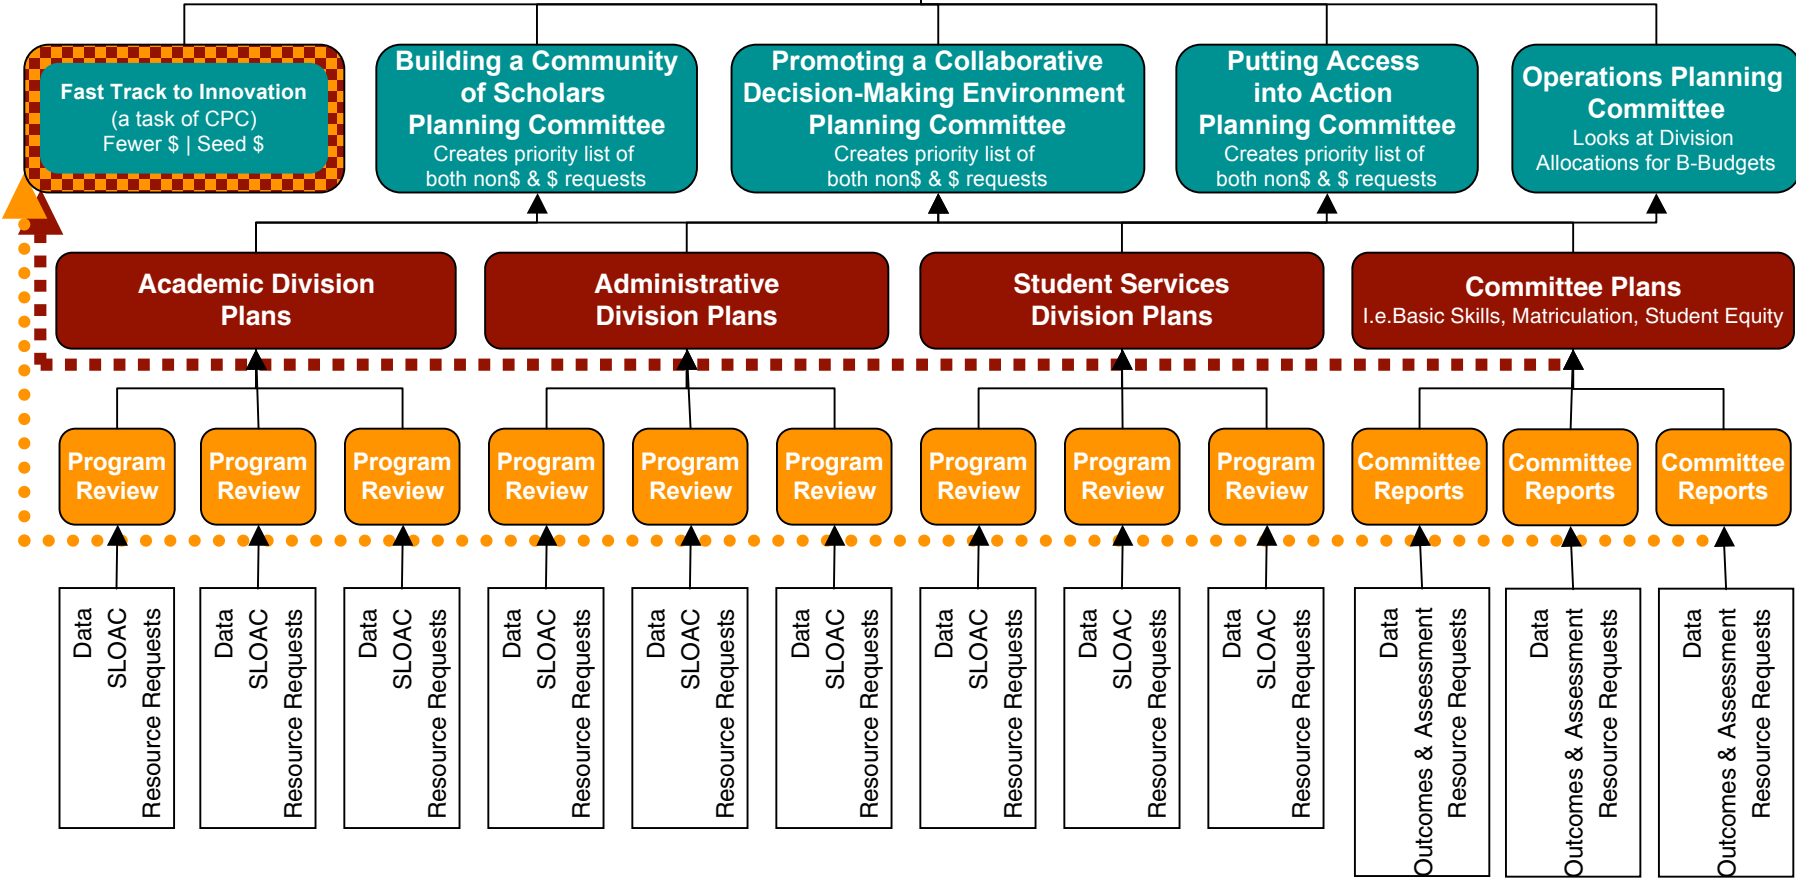 Fast Track to Innovation
(a task of CPC)
Fewer $ | Seed $
Building a Community
of Scholars
Planning Committee
Creates priority list of
both non$ & $ requests
Promoting a Collaborative
Decision-Making Environment
Planning Committee
Creates priority list of
both non$ & $ requests
Putting Access
into Action
Planning Committee
Creates priority list of
both non$ & $ requests
Operations Planning
Committee
Looks at Division
Allocations for B-Budgets
Academic Division
Plans
Administrative
Division Plans
Student Services
Division Plans
Committee Plans
I.e.Basic Skills, Matriculation, Student Equity
Program
Review
Program
Review
Program
Review
Program
Review
Program
Review
Program
Review
Program
Review
Program
Review
Program
Review
Committee
Reports
Committee
Reports
Committee
Reports
Data
SLOAC
Resource Requests
Data
SLOAC
Resource Requests
Data
SLOAC
Resource Requests
Data
SLOAC
Resource Requests
Data
SLOAC
Resource Requests
Data
SLOAC
Resource Requests
Data
SLOAC
Resource Requests
Data
SLOAC
Resource Requests
Data
SLOAC
Resource Requests
Data
Outcomes & Assessment
Resource Requests
Data
Outcomes & Assessment
Resource Requests
Data
Outcomes & Assessment
Resource Requests